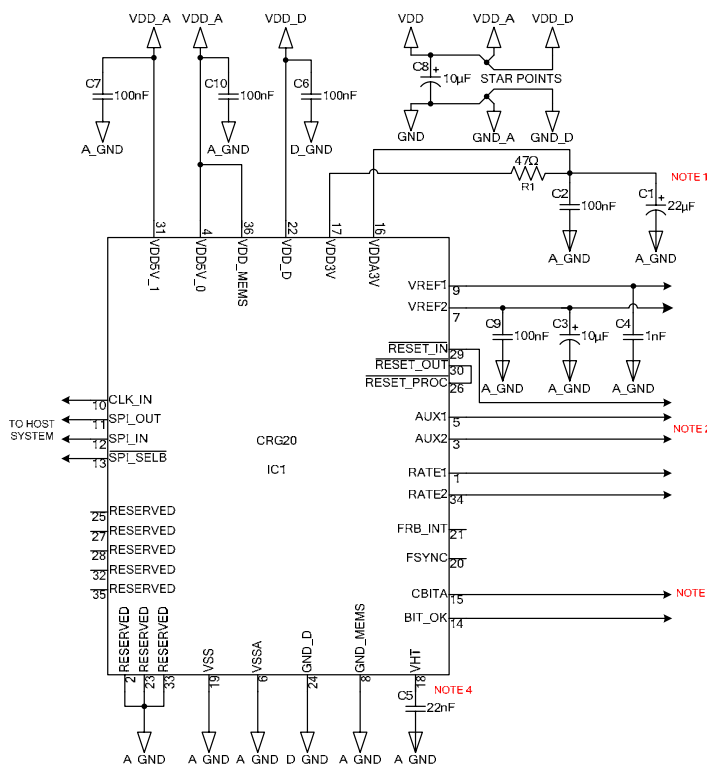 VDD_A VDD_A VDD_D VDD VDD_A VDD_D
C7 100nF C10 100nF C6 100nF C8 10µF STAR POINTS
A_GND A_GND D_GND GND GND_A GND_D
47Ω R1 C2 100nF C1 22µF NOTE 1
A_GND A_GND
31 4 36 22 17 16
VDD5V_1 VDD5V_0 VDD_MEMS VDD_D VDD3V VDDA3V
VREF1 9
VREF2 7
C9 100nF C3 10µF C4 1nF
A_GND A_GND A_GND
RESET_IN 29
RESET_OUT 30
RESET_PROC 26
TO HOST SYSTEM
10 CLK_IN
11 SPI_OUT
12 SPI_IN
13 SPI_SELB
CRG20
IC1
AUX1 5
AUX2 3
NOTE 2
RATE1 1
RATE2 34
25 RESERVED
27 RESERVED
28 RESERVED
32 RESERVED
35 RESERVED
FRB_INT 21
FSYNC 20
CBITA 15
NOTE
BIT_OK 14
RESERVED RESERVED RESERVED VSS VSSA GND_D GND_MEMS VHT
2 23 33 19 6 24 8 18
NOTE 4
C5 22nF
A_GND A_GND A_GND D_GND A_GND A_GND